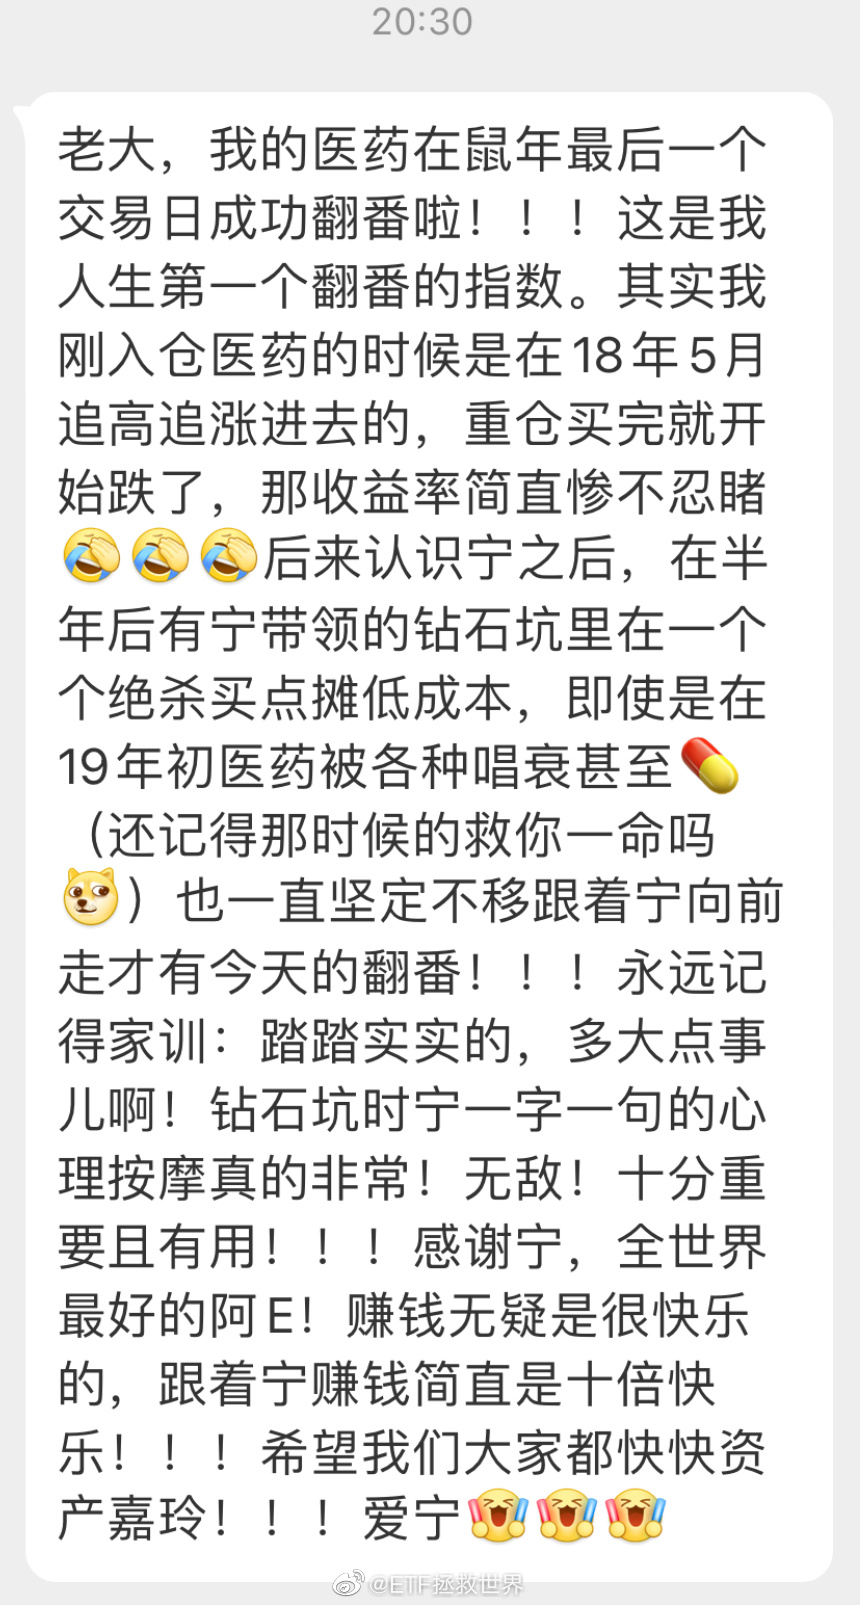 20:30
老大，我的医药在鼠年最后一个
交易日成功翻番啦！！！这是我
人生第一个翻番的指数。其实我
刚入仓医药的时候是在18年5月
追高追涨进去的，重仓买完就开
始跌了，那收益率简直惨不忍睹
🤣🤣🤣后来认识宁之后，在半
年后有宁带领的钻石坑里在一个
个绝杀买点摊低成本，即使是在
19年初医药被各种唱衰甚至💊
（还记得那时候的救你一命吗
）也一直坚定不移跟着宁向前
走才有今天的翻番！！！永远记
得家训：踏踏实实的，多大点事
儿啊！钻石坑时宁一字一句的心
理按摩真的非常！无敌！十分重
要且有用！！！感谢宁，全世界
最好的阿E！赚钱无疑是很快乐
的，跟着宁赚钱简直是十倍快
乐！！！希望我们大家都快快资
产嘉玲！！！爱宁
@ETF拯救世界